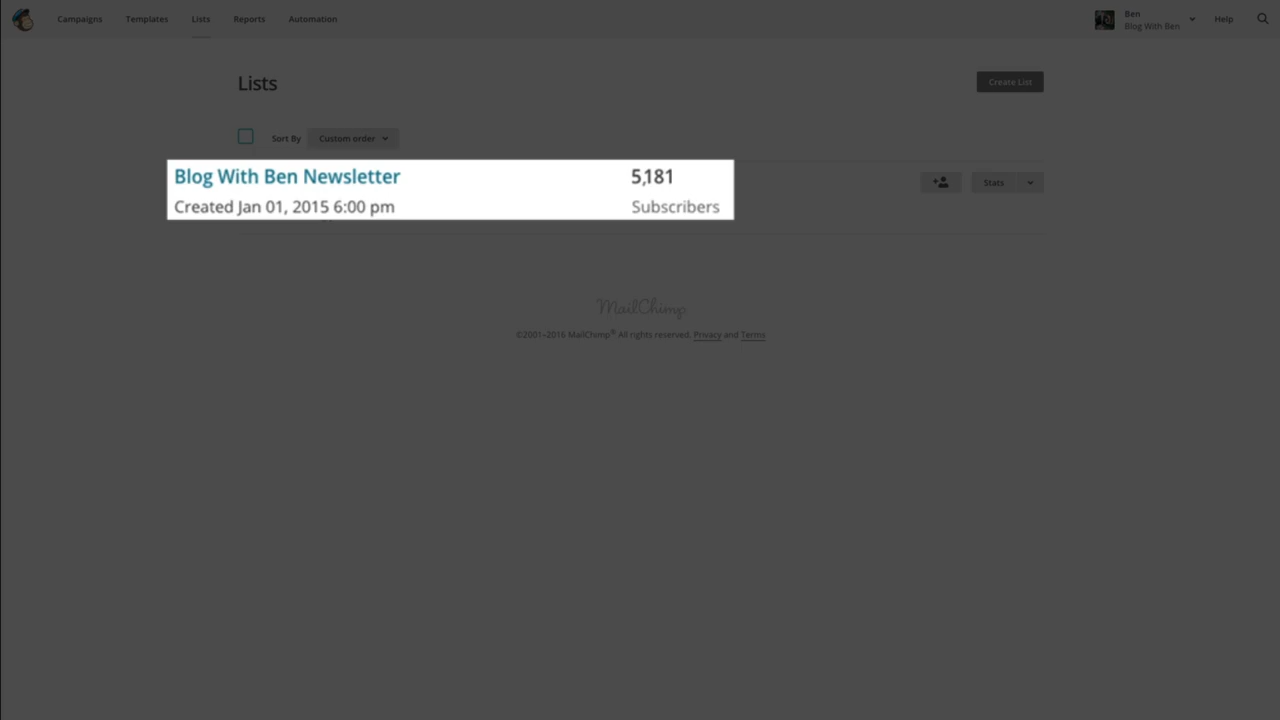 Campaigns Templates Lists Reports Automation
Ben
Blog With Ben
Help
Lists
Create List
Sort By Custom order
Blog With Ben Newsletter 5,181
Created Jan 01, 2015 6:00 pm Subscribers
Stats
MailChimp
©2001–2016 MailChimp® All rights reserved. Privacy and Terms